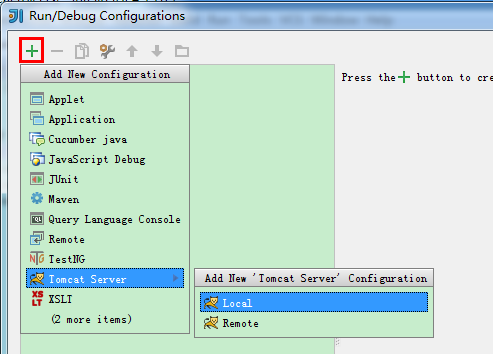 Run/Debug Configurations
Press the + button to cre
Add New Configuration
Applet
Application
Cucumber java
JavaScript Debug
JUnit
Maven
Query Language Console
Remote
TestNG
Tomcat Server
XSLT
(2 more items)
Add New 'Tomcat Server' Configuration
Local
Remote